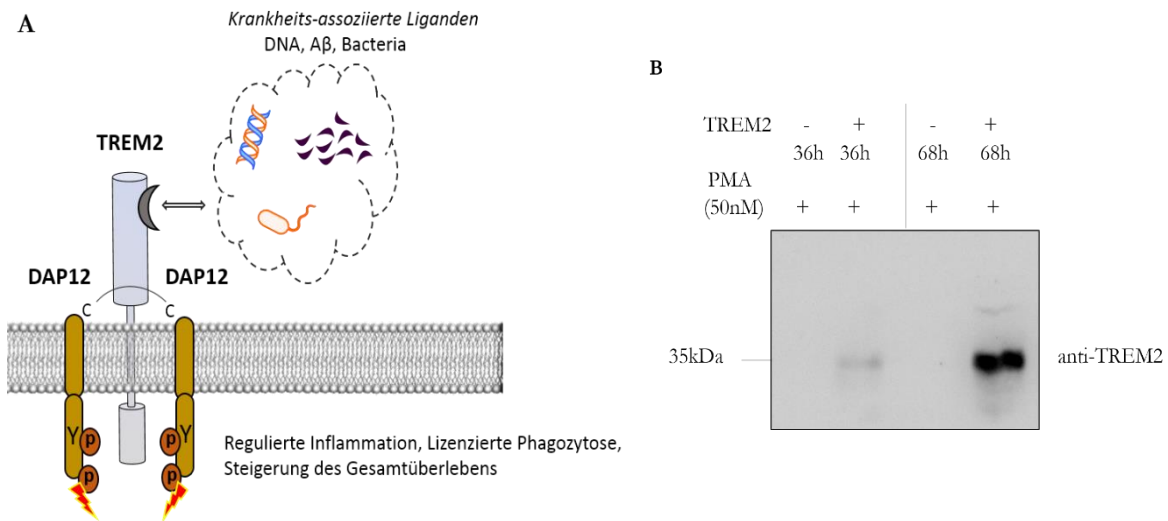 A
Krankheits-assoziierte Liganden
DNA, Aβ, Bacteria
TREM2
DAP12 DAP12
C C
Y Y
p p
p p
Regulierte Inflammation, Lizenzierte Phagozytose,
Steigerung des Gesamtüberlebens
B
TREM2 - + - +
36h 36h 68h 68h
PMA
(50nM) + + + +
35kDa anti-TREM2